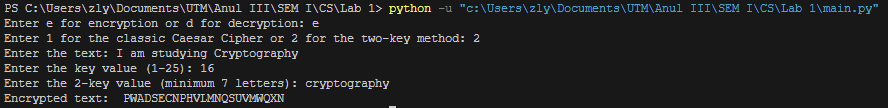 PS C:\Users\zly\Documents\UTM\Anul III\SEM I\CS\Lab 1> python -u "c:\Users\zly\Documents\UTM\Anul III\SEM I\CS\Lab 1\main.py"
Enter e for encryption or d for decryption: e
Enter 1 for the classic Caesar Cipher or 2 for the two-key method: 2
Enter the text: I am studying Cryptography
Enter the key value (1-25): 16
Enter the 2-key value (minimum 7 letters): cryptography
Encrypted text:  PWADSECNPHVLMNQSUVMWQXN